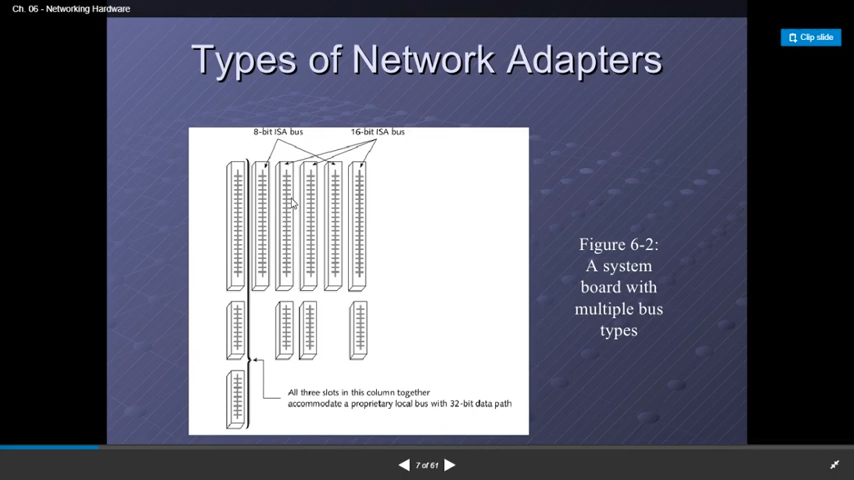 Ch. 06 - Networking Hardware
Clip slide
Types of Network Adapters
8-bit ISA bus
16-bit ISA bus
Figure 6-2:
A system
board with
multiple bus
types
All three slots in this column together
accommodate a proprietary local bus with 32-bit data path
7 of 61